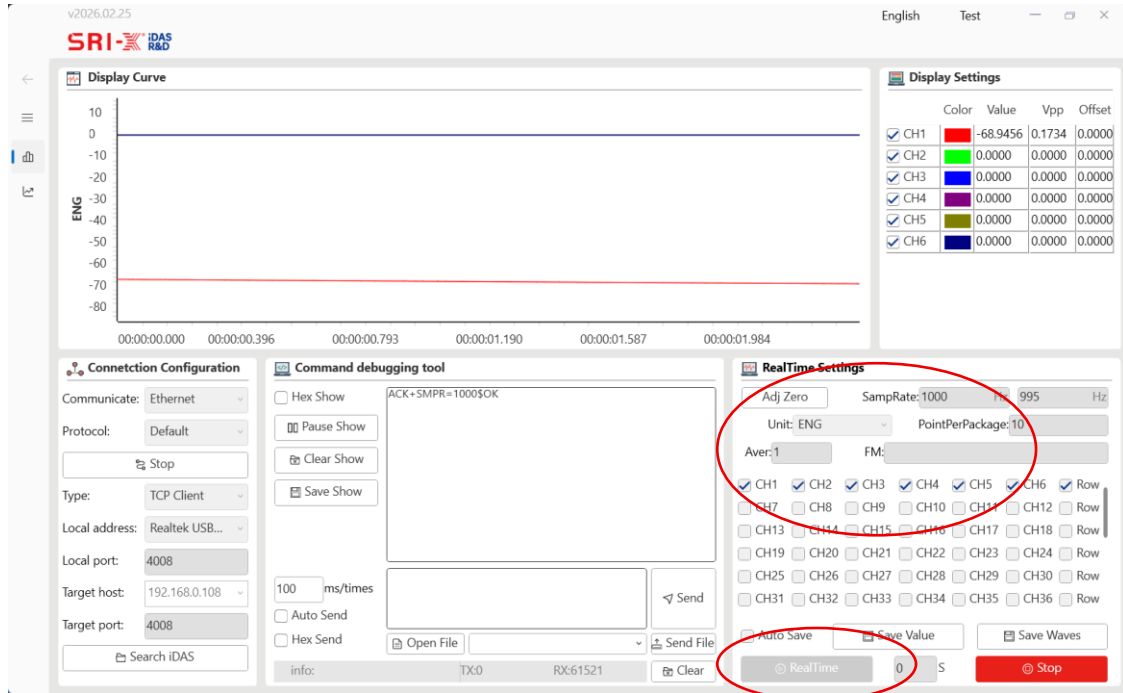 v2026.02.25
English Test
SRI-X iDAS R&D
Display Curve
10
0
-10
-20
-30
-40
-50
-60
-70
-80
ENG
00:00:00.000 00:00:00.396 00:00:00.793 00:00:01.190 00:00:01.587 00:00:01.984
Display Settings
Color Value Vpp Offset
CH1 -68.9456 0.1734 0.0000
CH2 0.0000 0.0000 0.0000
CH3 0.0000 0.0000 0.0000
CH4 0.0000 0.0000 0.0000
CH5 0.0000 0.0000 0.0000
CH6 0.0000 0.0000 0.0000
Connetction Configuration
Communicate: Ethernet
Protocol: Default
Stop
Type: TCP Client
Local address: Realtek USB...
Local port: 4008
Target host: 192.168.0.108
Target port: 4008
Search iDAS
Command debugging tool
Hex Show
Pause Show
Clear Show
Save Show
ACK+SMPR=1000$OK
100 ms/times
Auto Send
Hex Send
Send
Open File
Send File
info: TX:0 RX:61521
Clear
RealTime Settings
Adj Zero SampRate: 1000 Hz 995 Hz
Unit: ENG PointPerPackage: 10
Aver: 1 FM:
CH1 CH2 CH3 CH4 CH5 CH6 Row
CH7 CH8 CH9 CH10 CH11 CH12 Row
CH13 CH14 CH15 CH16 CH17 CH18 Row
CH19 CH20 CH21 CH22 CH23 CH24 Row
CH25 CH26 CH27 CH28 CH29 CH30 Row
CH31 CH32 CH33 CH34 CH35 CH36 Row
Auto Save Save Value Save Waves
RealTime 0 S Stop